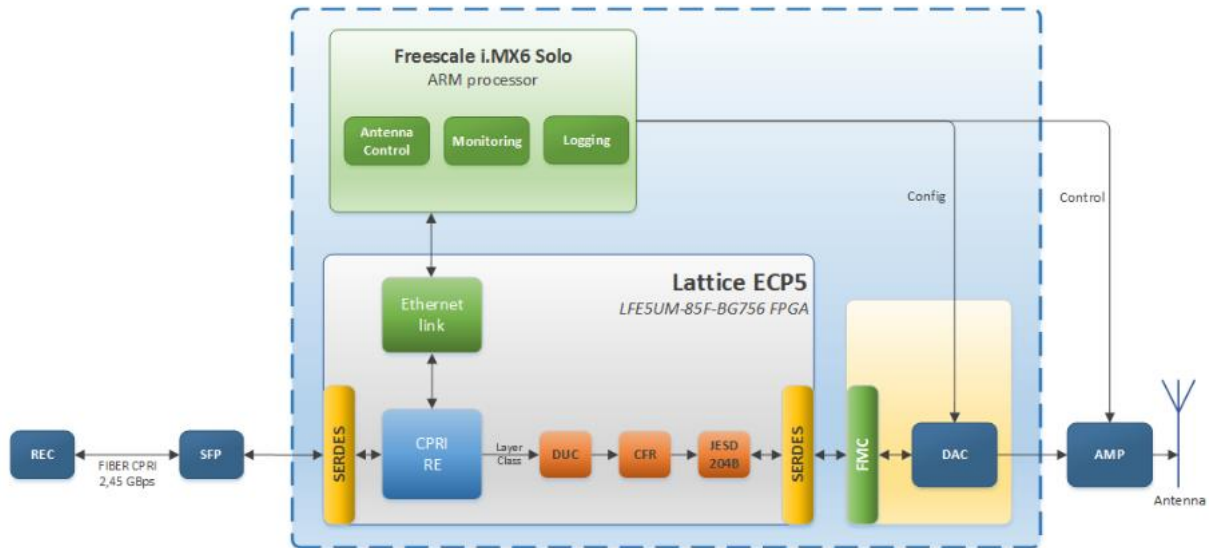 Freescale i.MX6 Solo
ARM processor
Antenna
Control
Monitoring
Logging
Config
Control
Lattice ECP5
LFE5UM-85F-BG756 FPGA
Ethernet
link
REC
FIBER CPRI
2,45 GBps
SFP
SERDES
CPRI
RE
Layer
Class
DUC
CFR
JESD
204B
SERDES
FMC
DAC
AMP
Antenna